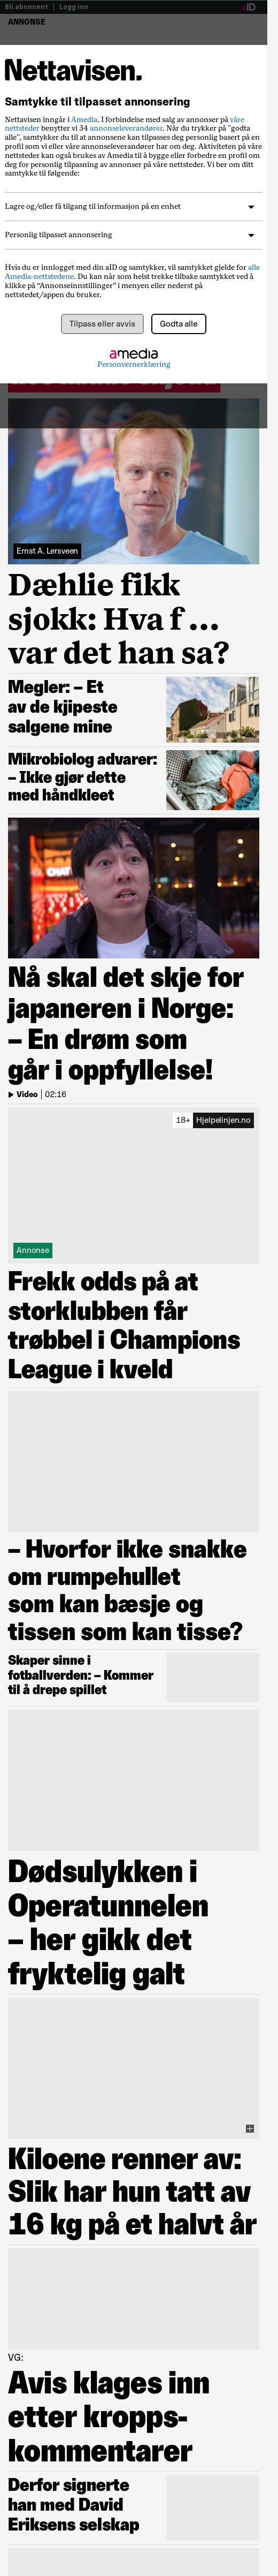 Bli abonnent | Logg inn
aID
ANNONSE
Nettavisen.
Samtykke til tilpasset annonsering
Nettavisen inngår i Amedia. I forbindelse med salg av annonser på våre
nettsteder benytter vi 34 annonseleverandører. Når du trykker på "godta
alle", samtykker du til at annonsene kan tilpasses deg personlig basert på en
profil som vi eller våre annonseleverandører har om deg. Aktivitetene på våre
nettsteder kan også brukes av Amedia til å bygge eller forbedre en profil om
deg for personlig tilpasning av annonser på våre nettsteder. Vi ber om ditt
samtykke til følgende:
Lagre og/eller få tilgang til informasjon på en enhet
Personlig tilpasset annonsering
Hvis du er innlogget med din aID og samtykker, vil samtykket gjelde for alle
Amedia-nettstedene. Du kan når som helst trekke tilbake samtykket ved å
klikke på “Annonseinnstillinger” i menyen eller nederst på
nettstedet/appen du bruker.
Tilpass eller avvis
Godta alle
amedia
Personvernerklæring
Ernst A. Lersveen
Dæhlie fikk
sjokk: Hva f ...
var det han sa?
Megler: – Et
av de kjipeste
salgene mine
Mikrobiolog advarer:
– Ikke gjør dette
med håndkleet
Nå skal det skje for
japaneren i Norge:
– En drøm som
går i oppfyllelse!
Video | 02:16
18+ Hjelpelinjen.no
Annonse
Frekk odds på at
storklubben får
trøbbel i Champions
League i kveld
– Hvorfor ikke snakke
om rumpehullet
som kan bæsje og
tissen som kan tisse?
Skaper sinne i
fotballverden: – Kommer
til å drepe spillet
Dødsulykken i
Operatunnelen
– her gikk det
fryktelig galt
Kiloene renner av:
Slik har hun tatt av
16 kg på et halvt år
VG:
Avis klages inn
etter kropps-
kommentarer
Derfor signerte
han med David
Eriksens selskap